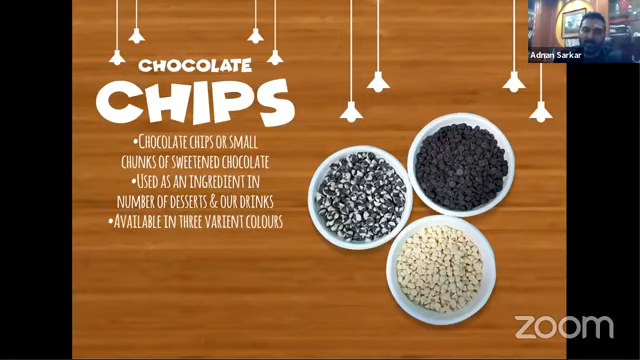 Adnan Sarkar
CHOCOLATE
CHIPS
•CHOCOLATE CHIPS OR SMALL
CHUNKS OF SWEETENED CHOCOLATE
•USED AS AN INGREDIENT IN
NUMBER OF DESSERTS & OUR DRINKS
•AVAILABLE IN THREE VARIENT COLOURS
zoom